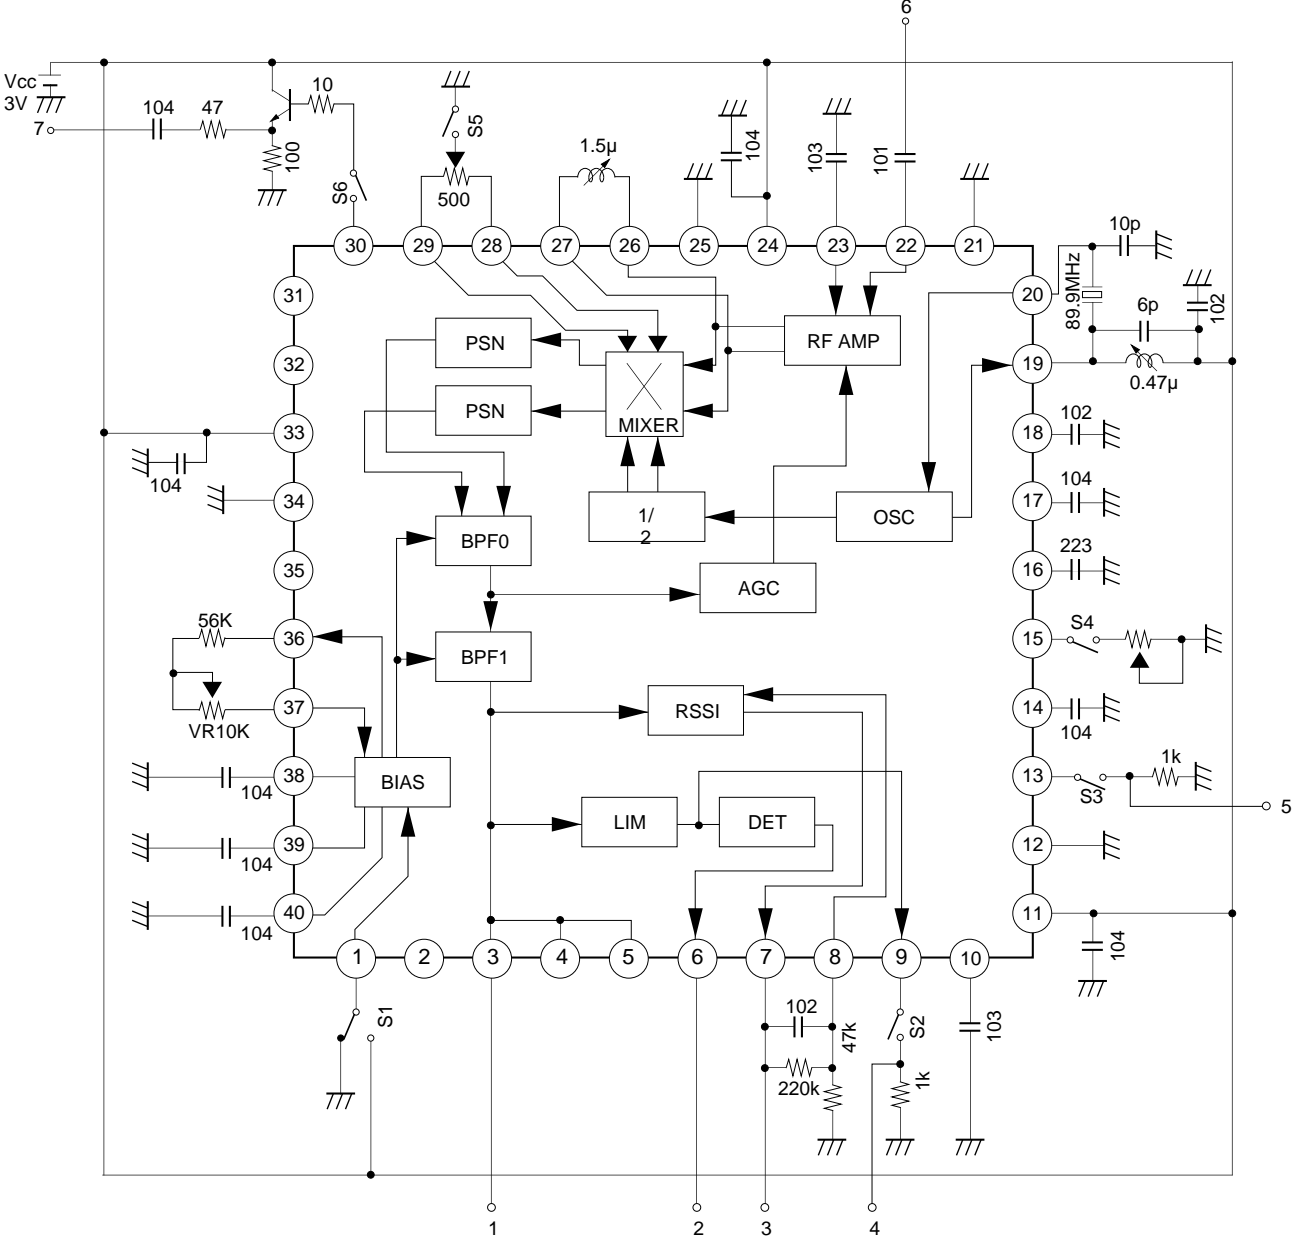 6
Vcc
3V
7
104
47
10
100
S6
S5
500
1.5µ
104
103
101
30
29
28
27
26
25
24
23
22
21
10p
89.9MHz
6p
102
0.47µ
31
32
33
34
35
36
37
38
39
40
20
19
18
17
16
15
14
13
12
11
PSN
PSN
MIXER
RF AMP
104
1/
2
OSC
BPF0
AGC
BPF1
RSSI
BIAS
LIM
DET
56K
VR10K
104
104
104
102
104
223
S4
104
S3
1k
5
104
1
2
3
4
5
6
7
8
9
10
S1
102
47k
220k
S2
1k
103
1
2
3
4